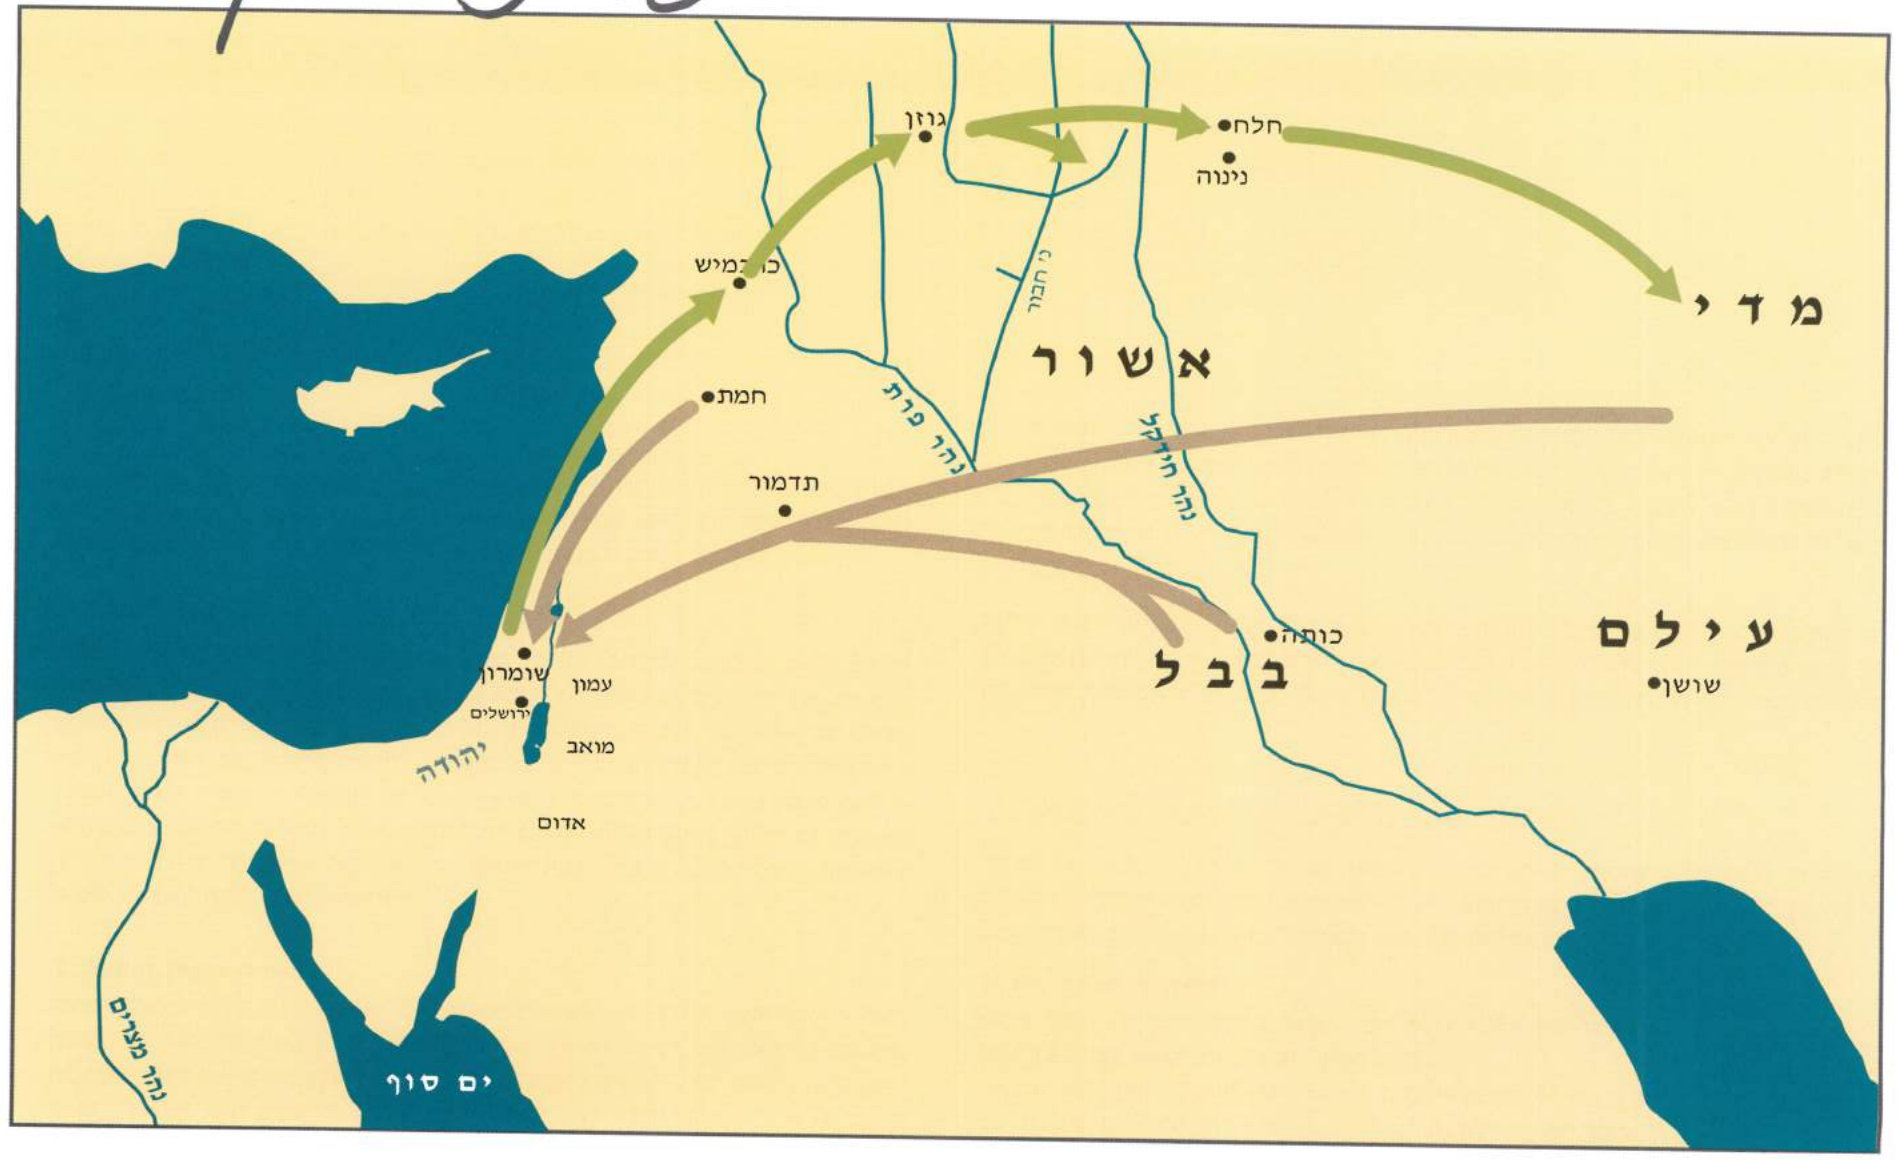 גוזן
חלח
נינוה
נ' חבור
מדי
אשור
חמת
נהר פרת
נהר חידקל
תדמור
כותה
בבל
עילם
שושן
שומרון
ירושלים
עמון
מואב
יהודה
אדום
נהר מצרים
ים סוף